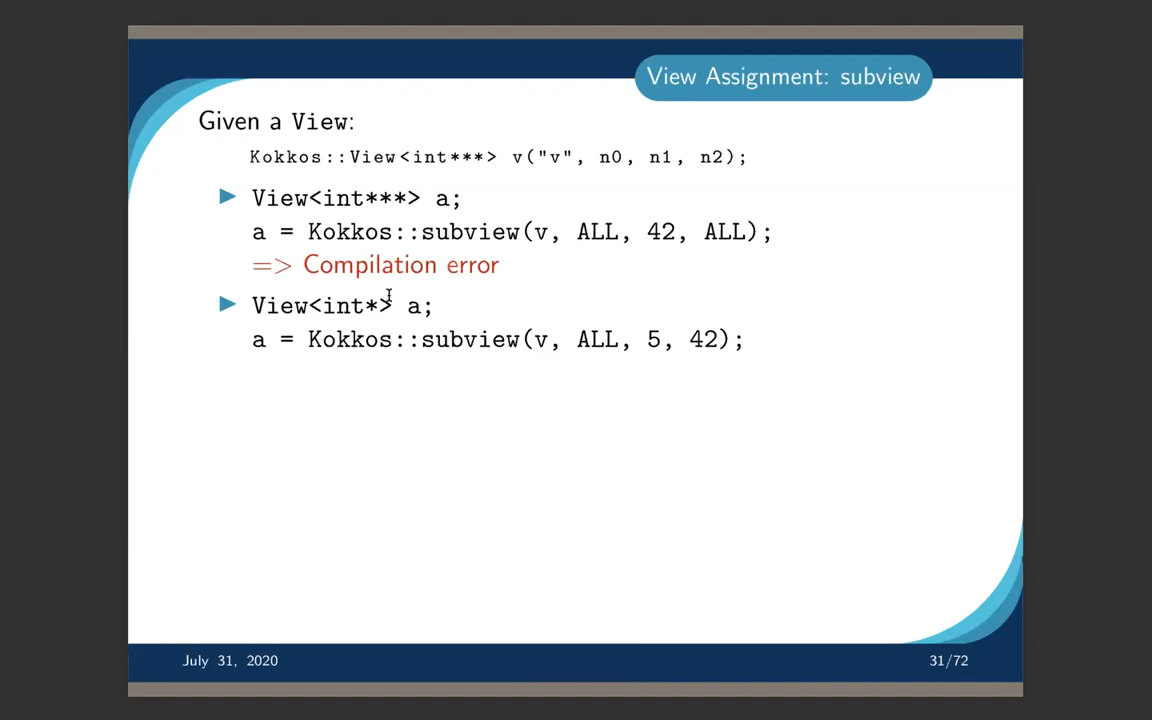 View Assignment: subview
Given a View:
Kokkos::View<int***> v("v", n0, n1, n2);
View<int***> a;
a = Kokkos::subview(v, ALL, 42, ALL);
=> Compilation error
View<int*> a;
a = Kokkos::subview(v, ALL, 5, 42);
July 31, 2020
31/72